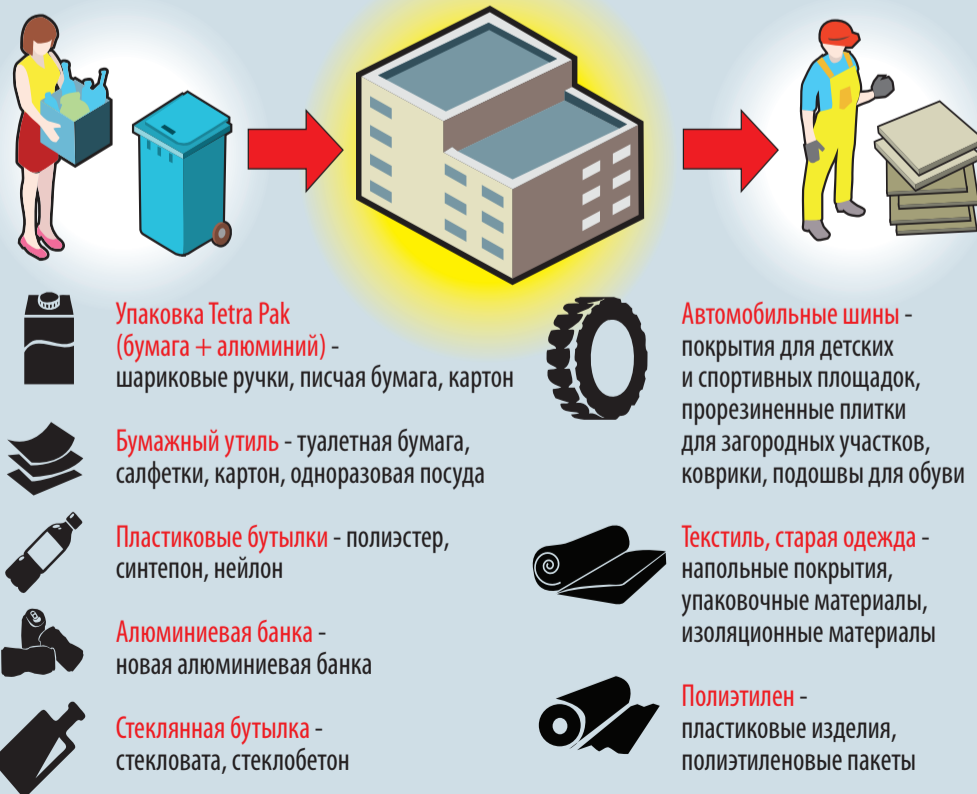 Упаковка Tetra Pak
(бумага + алюминий) -
шариковые ручки, писчая бумага, картон
Бумажный утиль - туалетная бумага,
салфетки, картон, одноразовая посуда
Пластиковые бутылки - полиэстер,
синтепон, нейлон
Алюминиевая банка -
новая алюминиевая банка
Стеклянная бутылка -
стекловата, стеклобетон
Автомобильные шины -
покрытия для детских
и спортивных площадок,
прорезиненные плитки
для загородных участков,
коврики, подошвы для обуви
Текстиль, старая одежда -
напольные покрытия,
упаковочные материалы,
изоляционные материалы
Полиэтилен -
пластиковые изделия,
полиэтиленовые пакеты